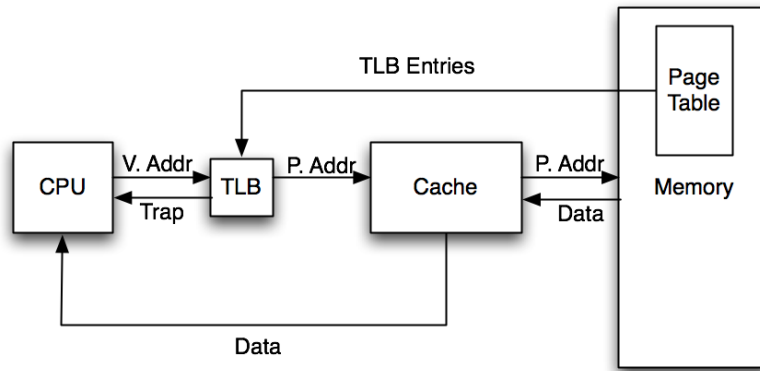 TLB Entries
Page
Table
V. Addr
P. Addr
P. Addr
CPU
TLB
Cache
Memory
Trap
Data
Data